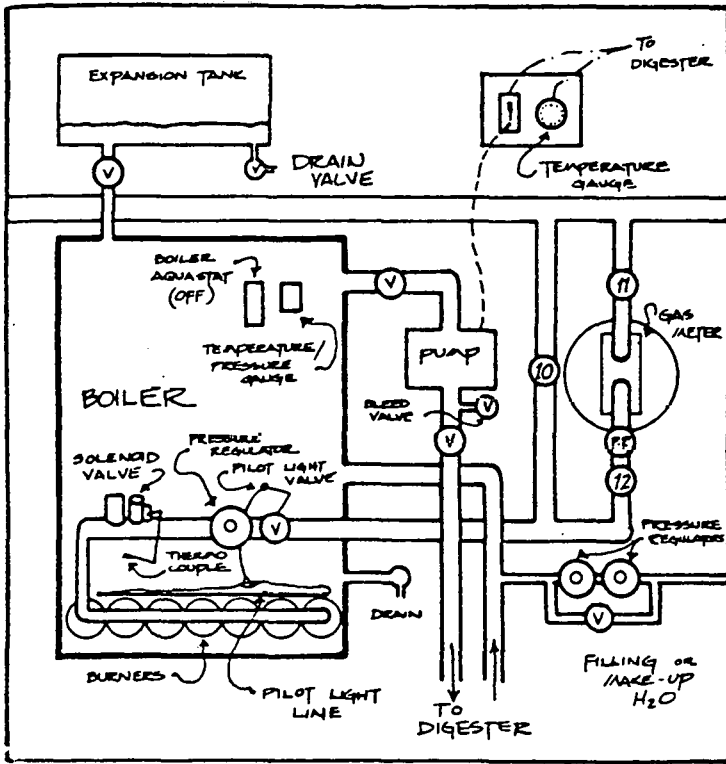 EXPANSION TANK
TO
DIGESTER
V
DRAIN
VALVE
TEMPERATURE
GAUGE
BOILER
AQUASTAT
(OFF)
V
11
GAS
METER
TEMPERATURE/
PRESSURE
GAUGE
PUMP
10
BOILER
BLEED
VALVE
V
V
P.F.
12
PRESSURE
REGULATOR
SOLENOID
VALVE
PILOT LIGHT
VALVE
V
PRESSURE
REGULATORS
THERMO
COUPLE
DRAIN
V
BURNERS
PILOT LIGHT
LINE
TO
DIGESTER
FILLING OR
MAKE-UP
H2O